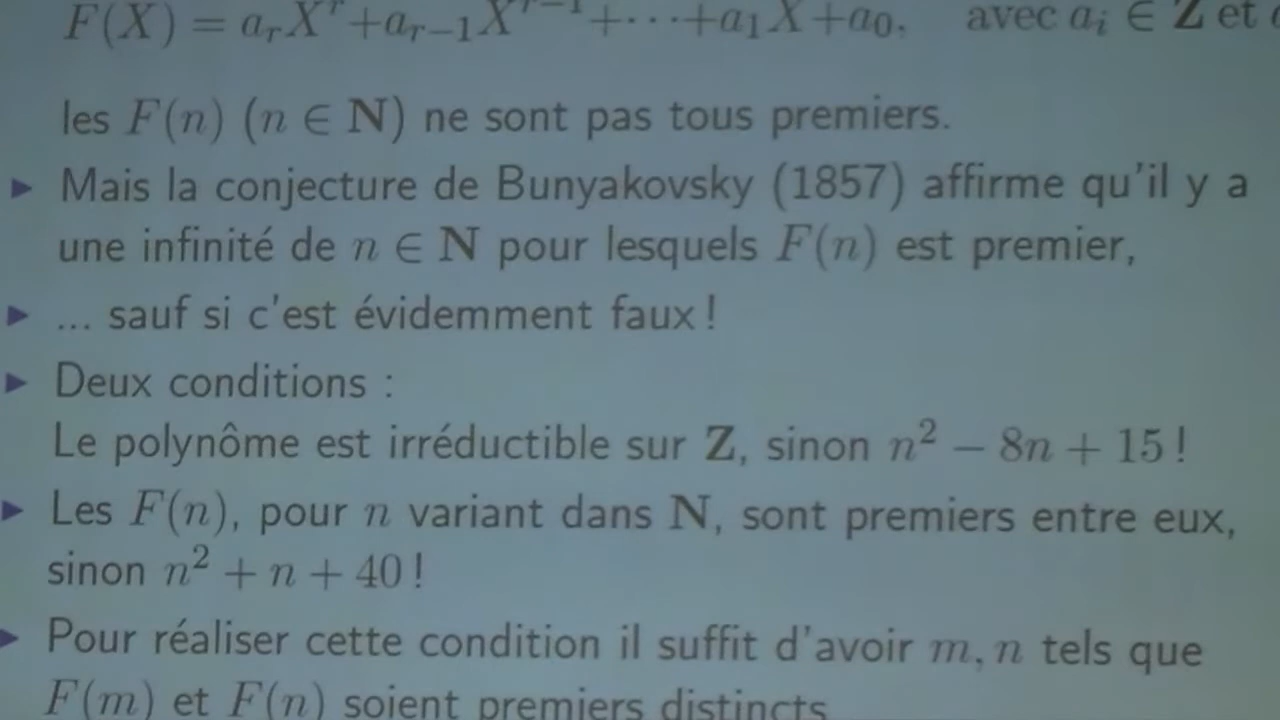 F(X) = a_rX^r+a_{r−1}X^{r−1}+⋯+a_1X+a_0, avec a_i ∈ Z et
les F(n) (n ∈ N) ne sont pas tous premiers.
▶ Mais la conjecture de Bunyakovsky (1857) affirme qu'il y a
une infinité de n ∈ N pour lesquels F(n) est premier,
▶ ... sauf si c'est évidemment faux !
▶ Deux conditions :
Le polynôme est irréductible sur Z, sinon n² − 8n + 15 !
▶ Les F(n), pour n variant dans N, sont premiers entre eux,
sinon n² + n + 40 !
▶ Pour réaliser cette condition il suffit d'avoir m, n tels que
F(m) et F(n) soient premiers distincts